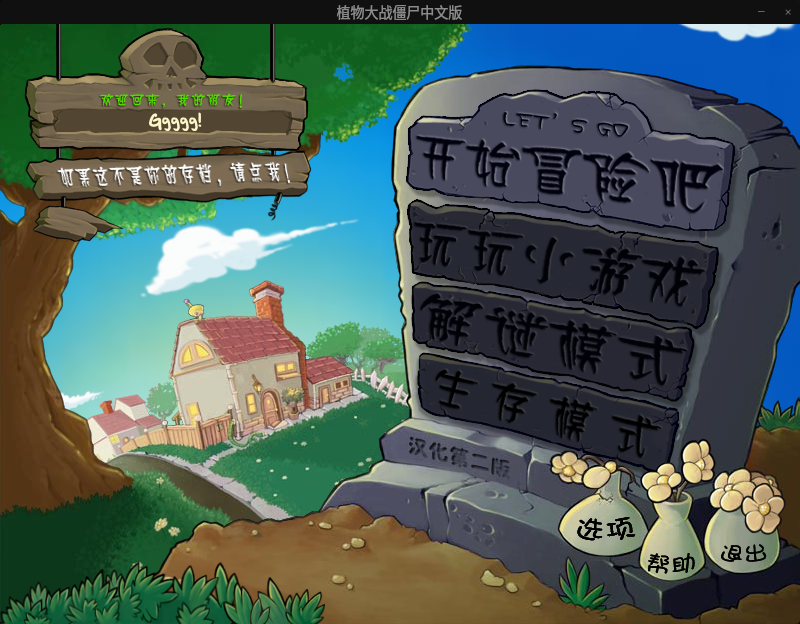 植物大战僵尸中文版
欢迎回来，我的朋友！
Ggggg!
如果这不是你的存档，请点我！
LET'S GO
开始冒险吧
玩玩小游戏
解谜模式
生存模式
汉化第二版
选项
帮助
退出